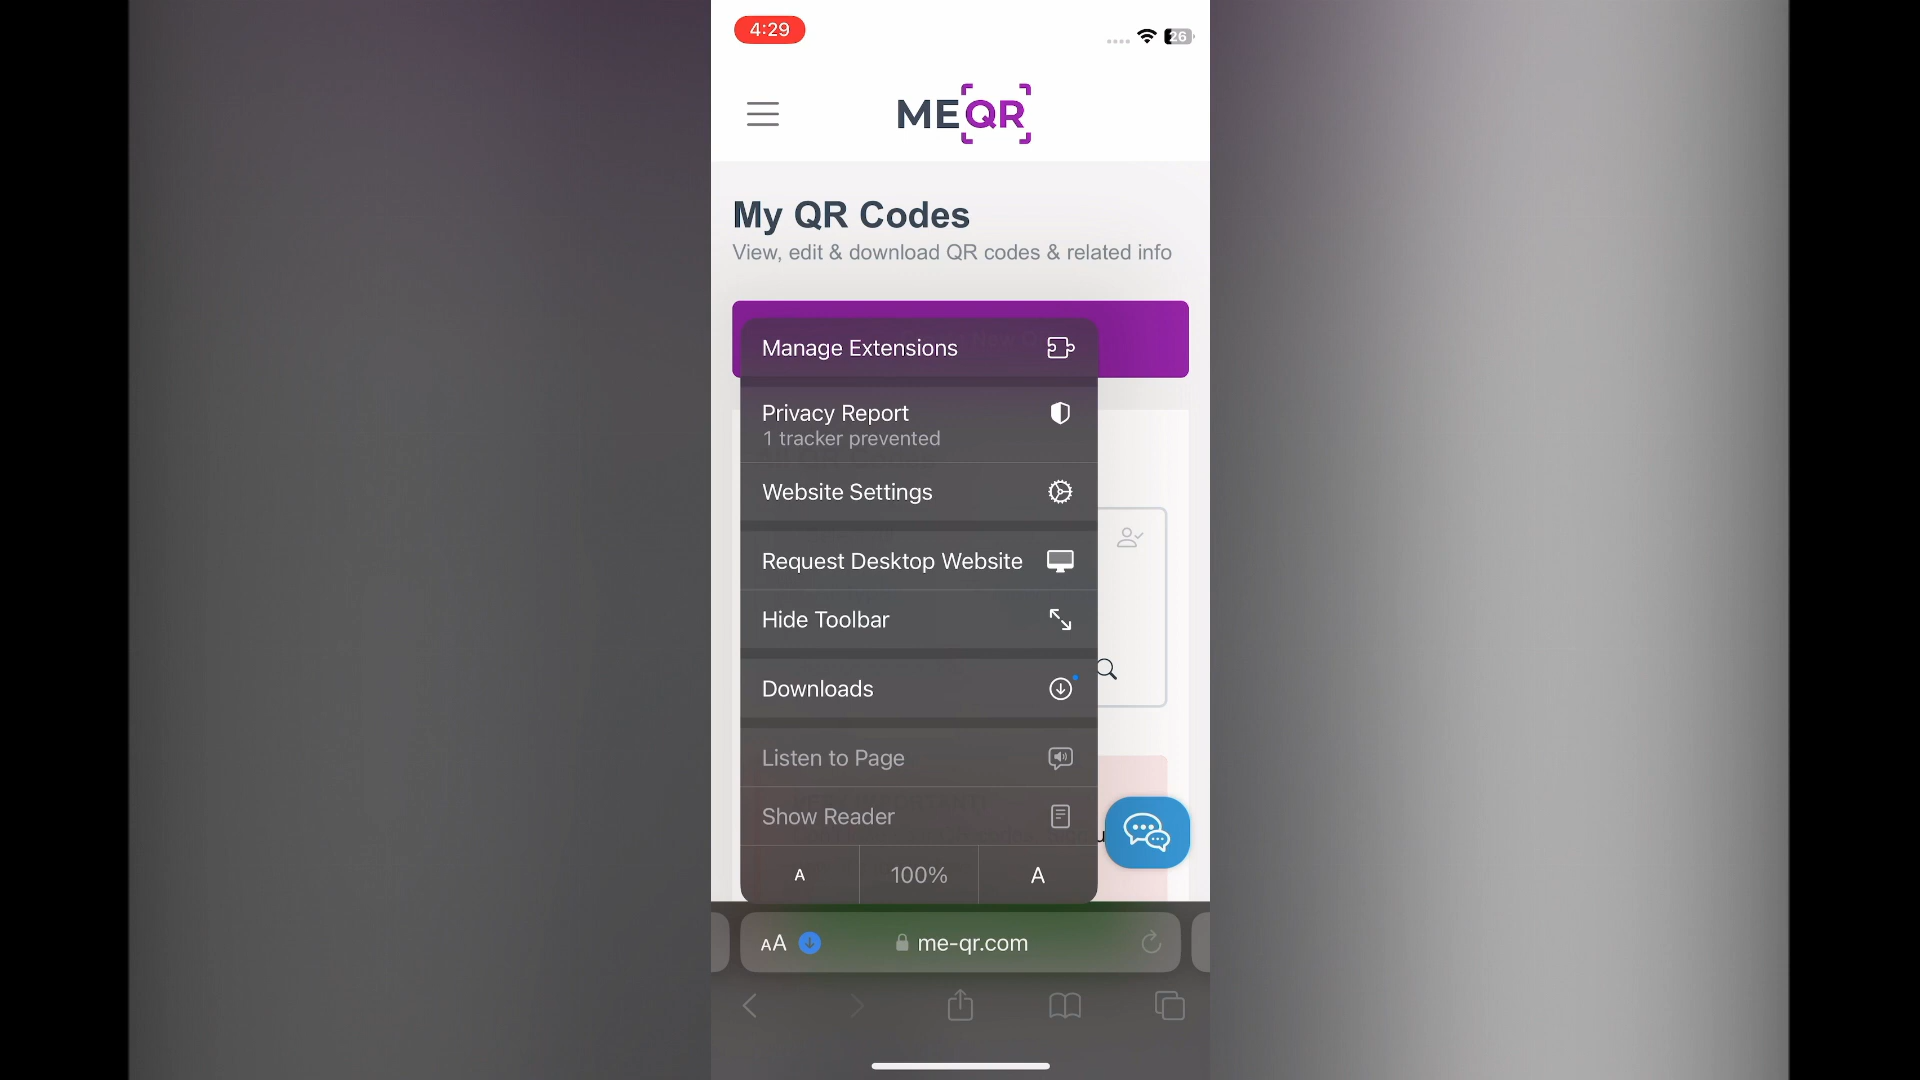 4:29
26
MEQR
My QR Codes
View, edit & download QR codes & related info
Manage Extensions
Privacy Report
1 tracker prevented
Website Settings
Request Desktop Website
Hide Toolbar
Downloads
Listen to Page
Show Reader
A 100% A
AA me-qr.com